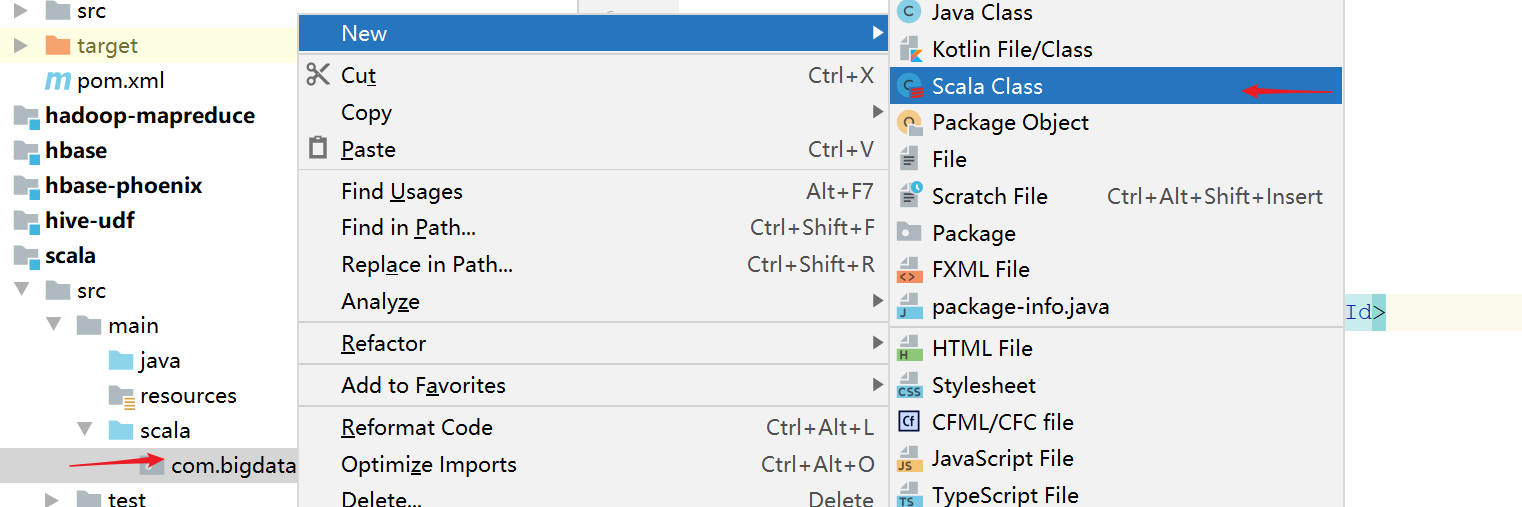 src
target
pom.xml
hadoop-mapreduce
hbase
hbase-phoenix
hive-udf
scala
src
main
java
resources
scala
com.bigdata
test
New
Cut Ctrl+X
Copy
Paste Ctrl+V
Find Usages Alt+F7
Find in Path... Ctrl+Shift+F
Replace in Path... Ctrl+Shift+R
Analyze
Refactor
Add to Favorites
Reformat Code Ctrl+Alt+L
Optimize Imports Ctrl+Alt+O
Delete... Delete
Java Class
Kotlin File/Class
Scala Class
Package Object
File
Scratch File Ctrl+Alt+Shift+Insert
Package
FXML File
package-info.java
HTML File
Stylesheet
CFML/CFC file
JavaScript File
TypeScript File
Id>